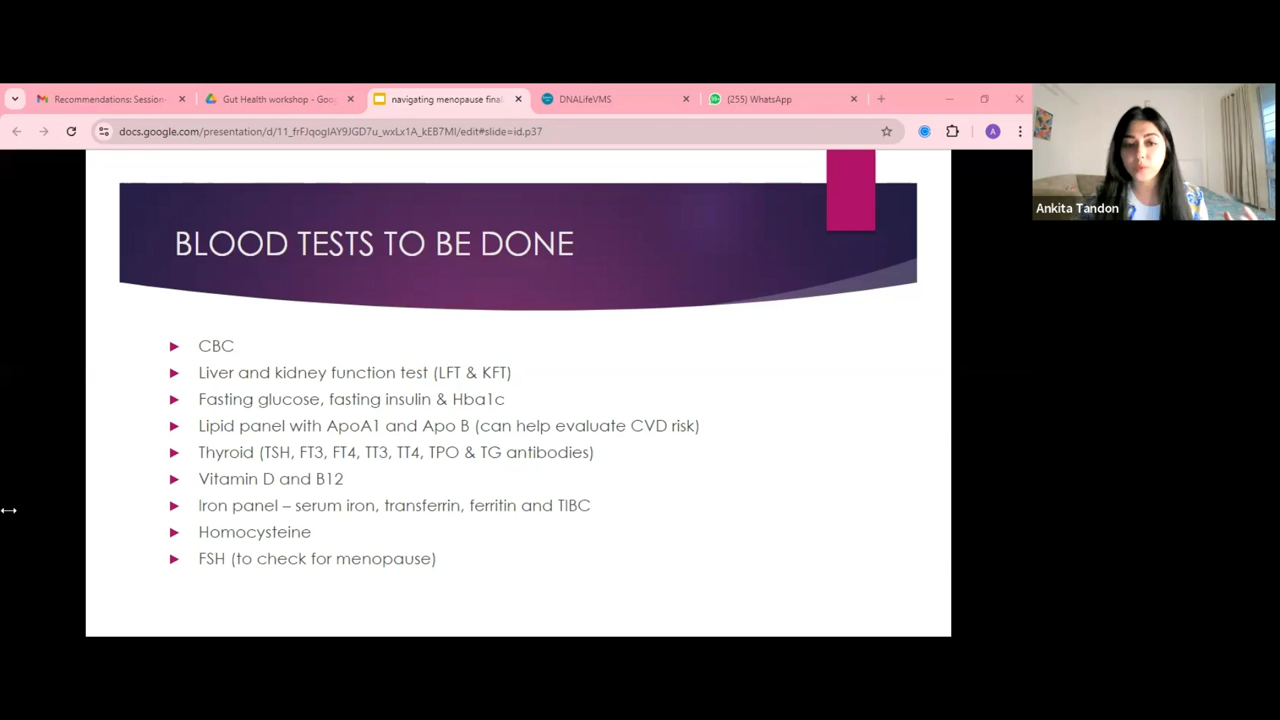 Recommendations: Session-
Gut Health workshop - Goo
navigating menopause final
DNALifeVMS
(255) WhatsApp
docs.google.com/presentation/d/11_frFJqogIAY9JGD7u_wxLx1A_kEB7MI/edit#slide=id.p37
A
Ankita Tandon
BLOOD TESTS TO BE DONE
CBC
Liver and kidney function test (LFT & KFT)
Fasting glucose, fasting insulin & Hba1c
Lipid panel with ApoA1 and Apo B (can help evaluate CVD risk)
Thyroid (TSH, FT3, FT4, TT3, TT4, TPO & TG antibodies)
Vitamin D and B12
Iron panel – serum iron, transferrin, ferritin and TIBC
Homocysteine
FSH (to check for menopause)